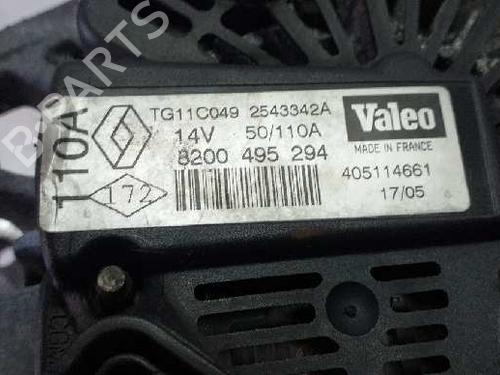 B-PARTS
110A
TG11C049 2543342A
14V 50/110A
8200 495 294
172
Valeo
MADE IN FRANCE
405114661
17/05